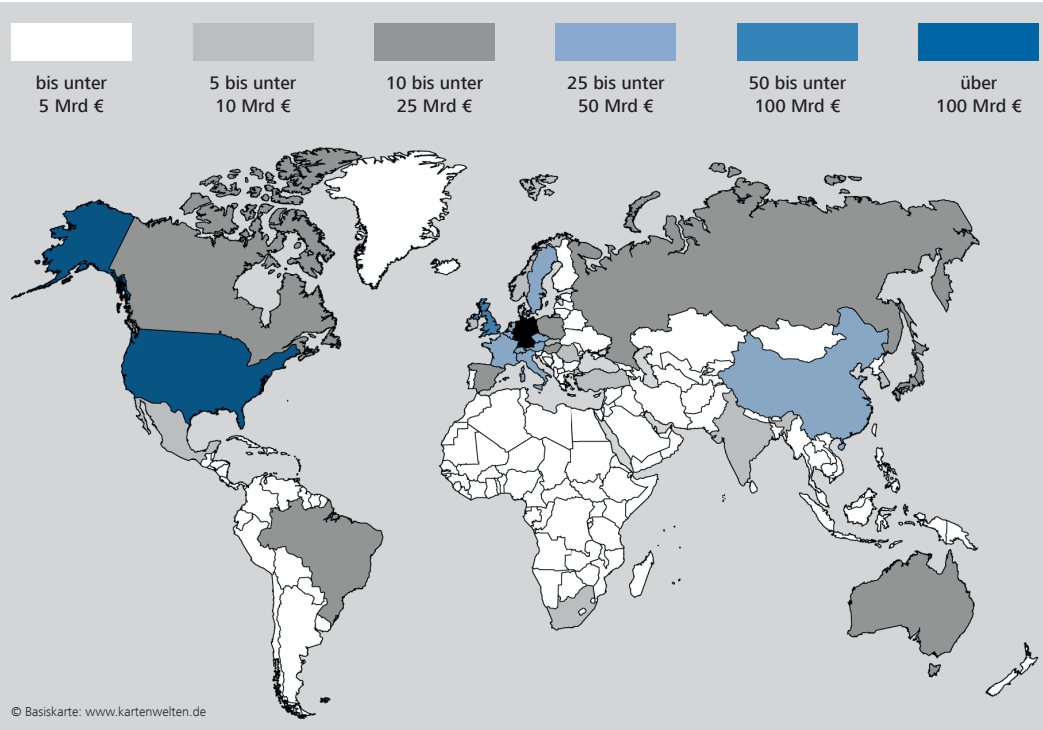 bis unter
5 Mrd €
5 bis unter
10 Mrd €
10 bis unter
25 Mrd €
25 bis unter
50 Mrd €
50 bis unter
100 Mrd €
über
100 Mrd €
© Basiskarte: www.kartenwelten.de